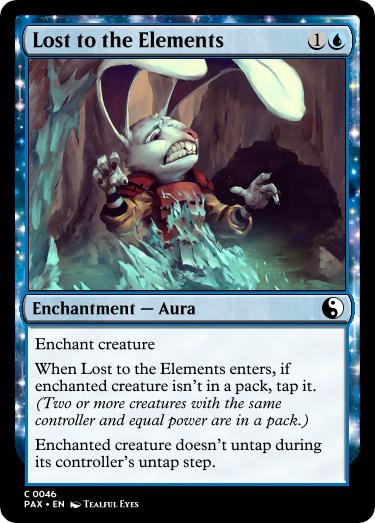 Lost to the Elements 1
Enchantment — Aura
Enchant creature
When Lost to the Elements enters, if
enchanted creature isn't in a pack, tap it.
(Two or more creatures with the same
controller and equal power are in a pack.)
Enchanted creature doesn't untap during
its controller's untap step.
C 0046
PAX • EN Tealful Eyes